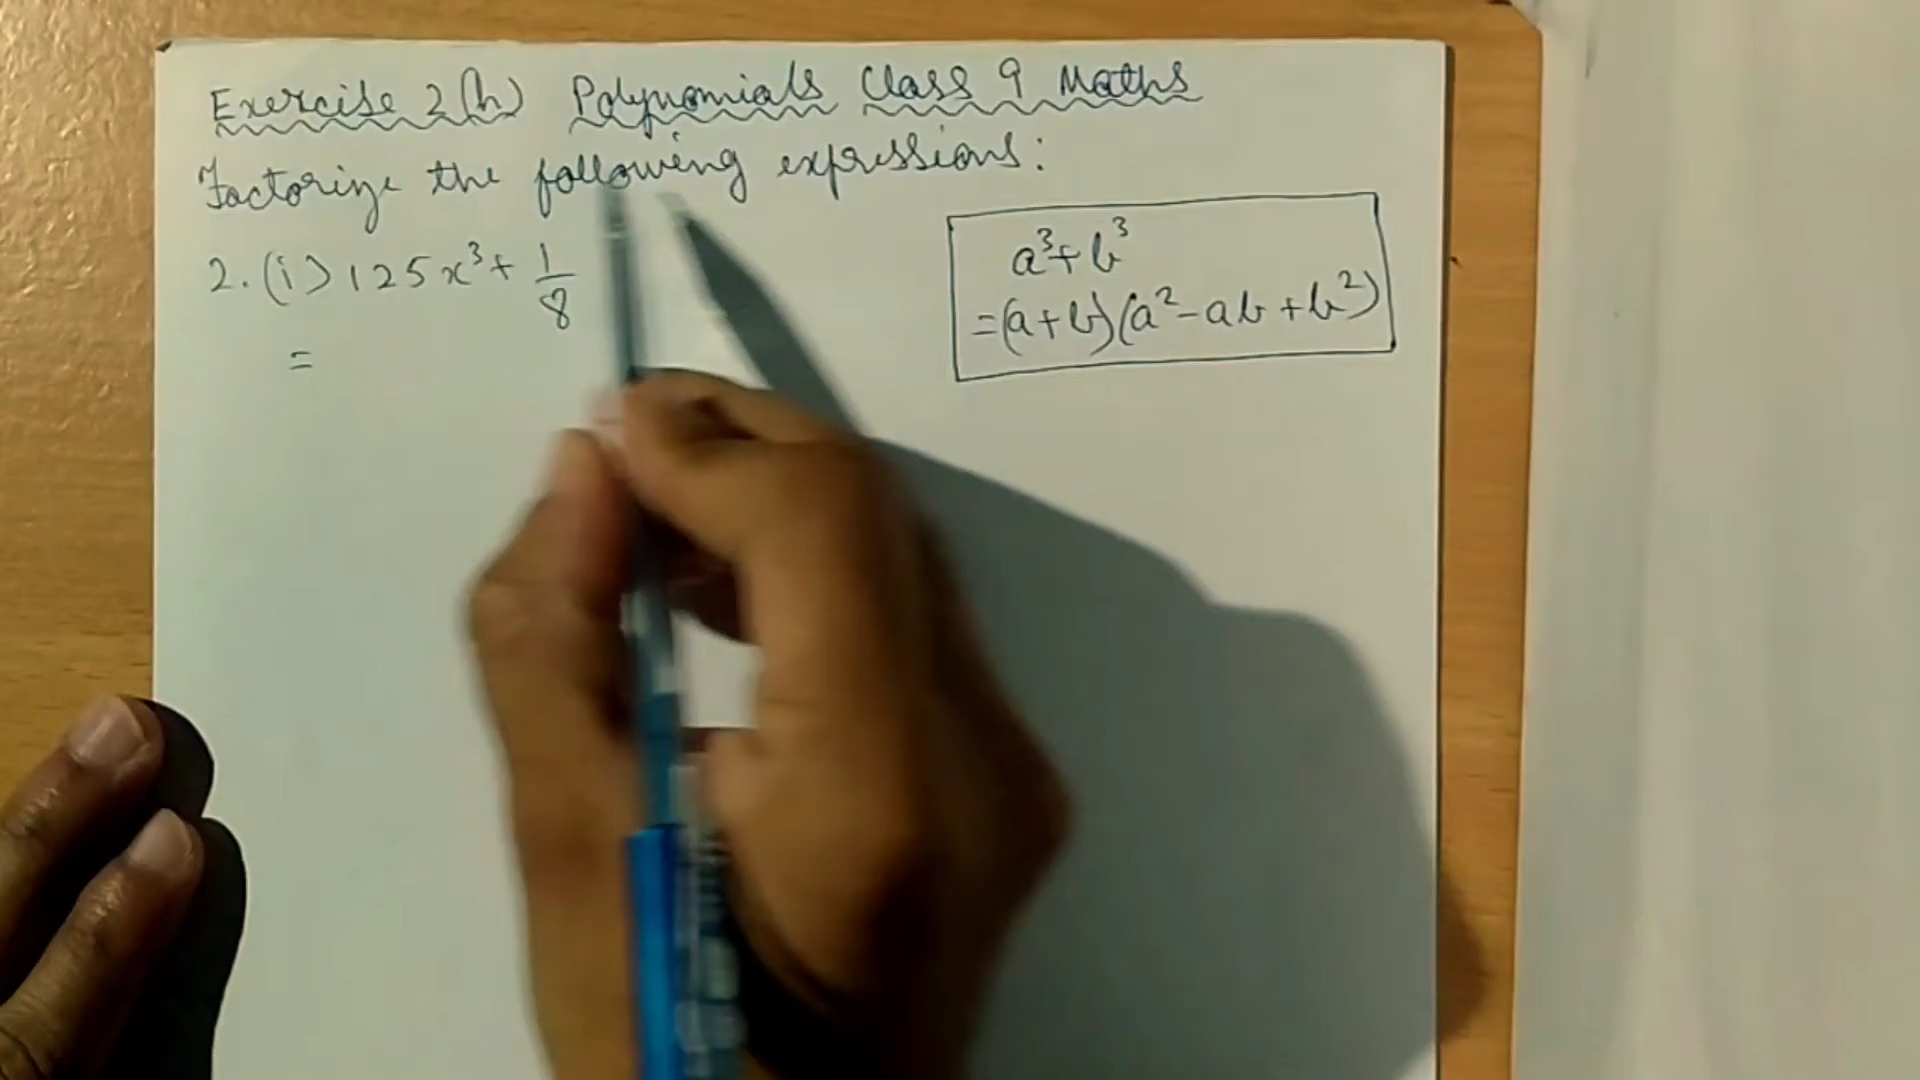 Exercise 2(h) Polynomials Class 9 Maths
Factorize the following expressions:
2. (i) 125x³ + 1/8
=
a³+b³
=(a+b)(a²-ab+b²)